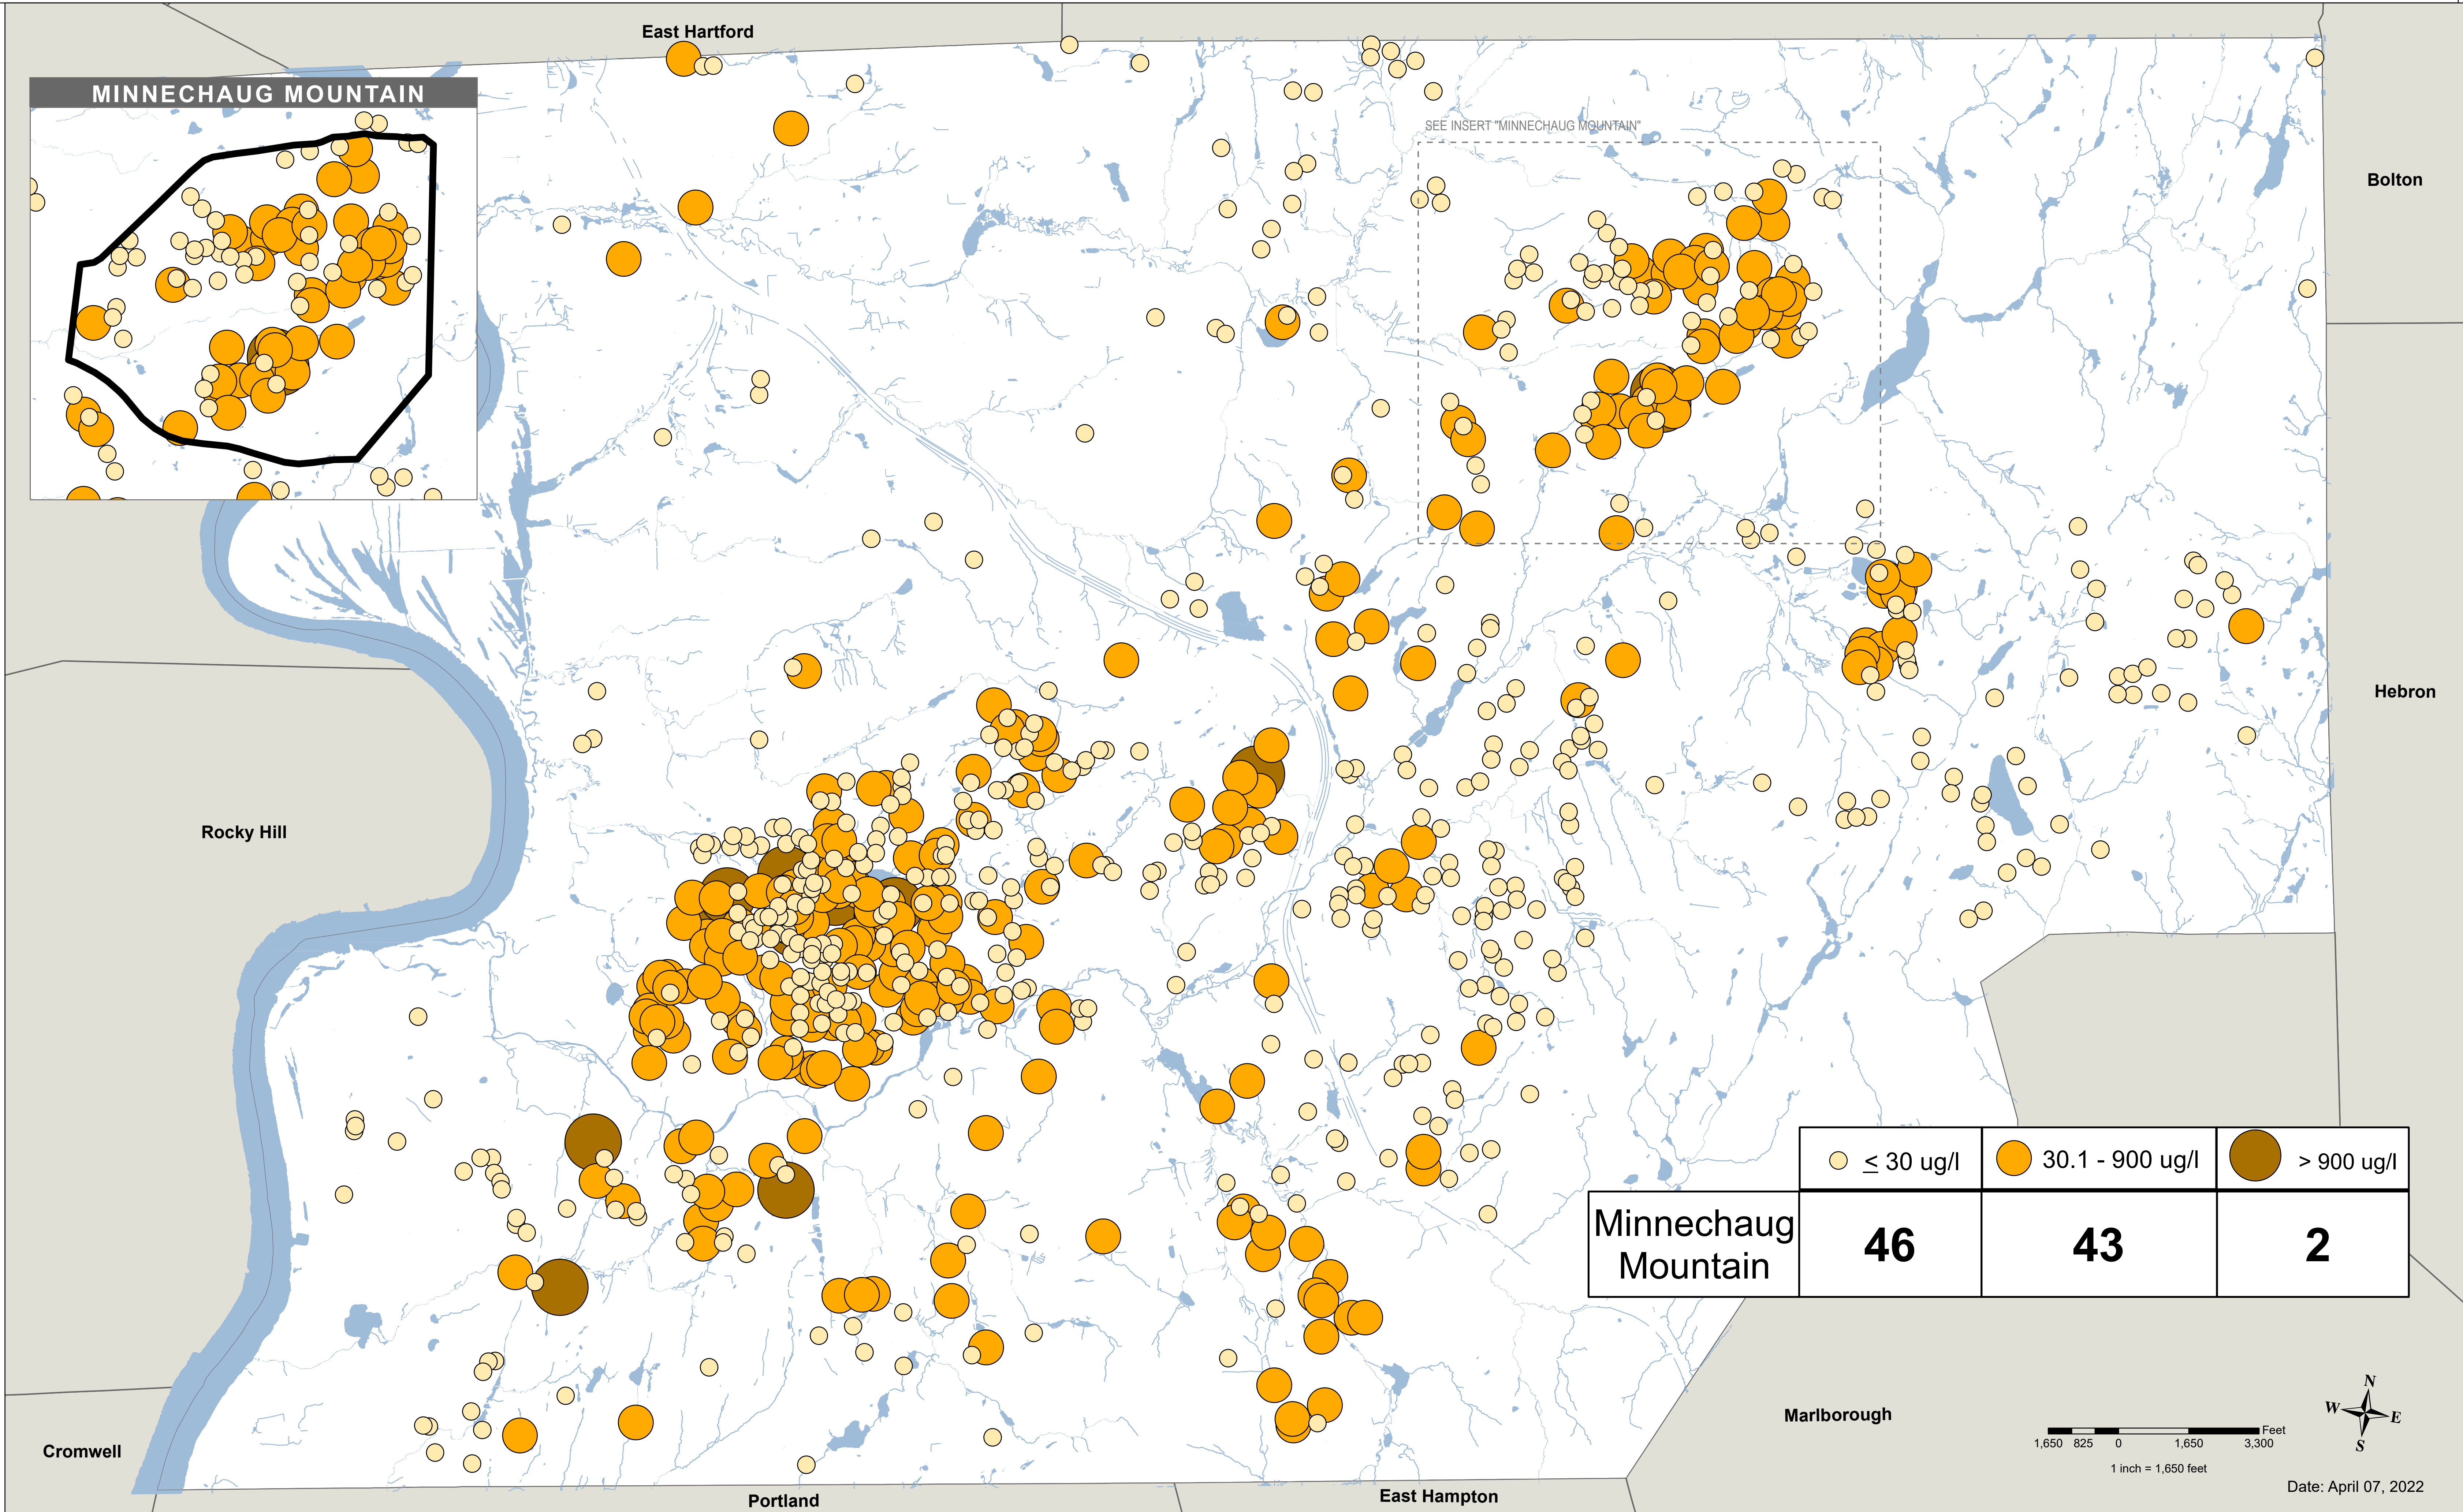 East Hartford
MINNECHAUG MOUNTAIN
SEE INSERT "MINNECHAUG MOUNTAIN"
Bolton
Hebron
Rocky Hill
≤ 30 ug/l
30.1 - 900 ug/l
> 900 ug/l
Minnechaug
Mountain
46
43
2
Marlborough
N
W
E
S
Feet
1,650 825 0 1,650 3,300
1 inch = 1,650 feet
Date: April 07, 2022
Cromwell
Portland
East Hampton